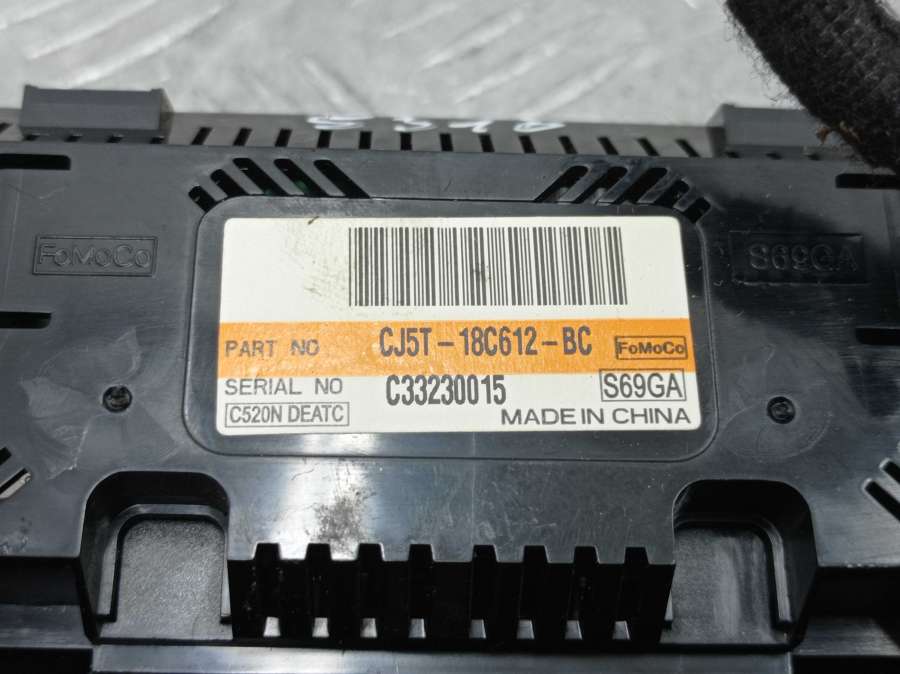 FoMoCo
S69GA
PART NO CJ5T-18C612-BC FoMoCo
SERIAL NO C33230015 S69GA
C520N DEATC MADE IN CHINA